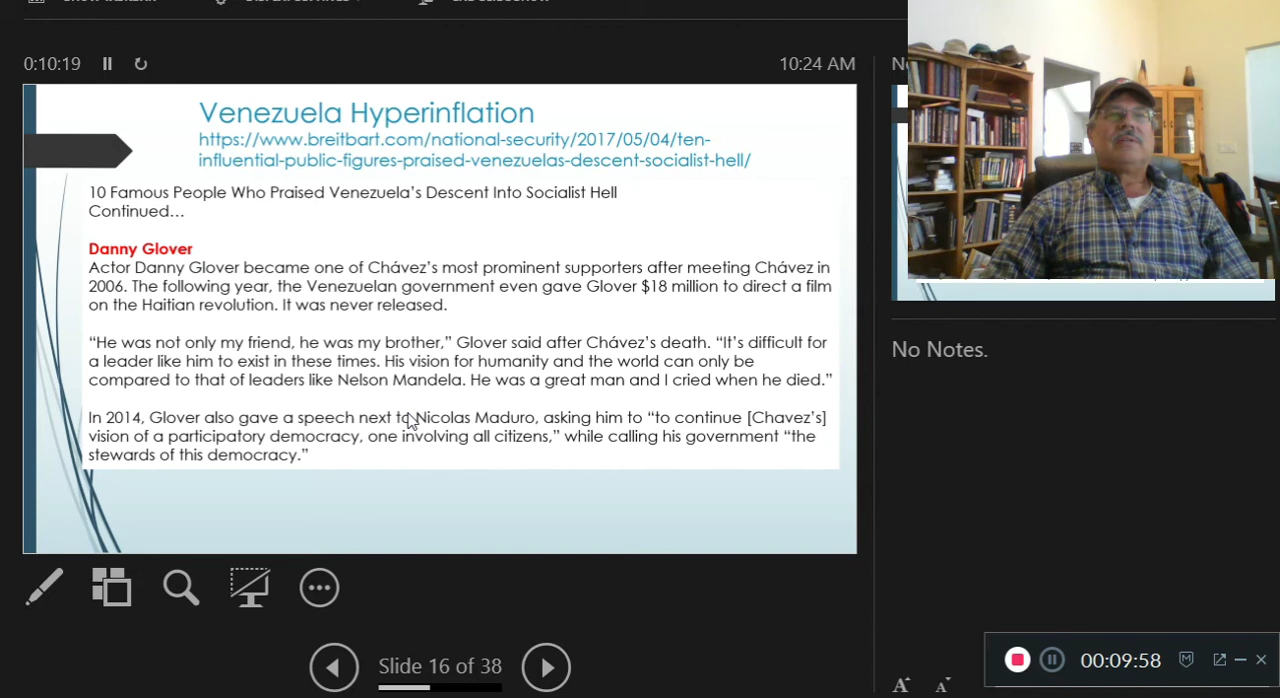 0:10:19
10:24 AM
Venezuela Hyperinflation
https://www.breitbart.com/national-security/2017/05/04/ten-
influential-public-figures-praised-venezuelas-descent-socialist-hell/
10 Famous People Who Praised Venezuela’s Descent Into Socialist Hell
Continued…
Danny Glover
Actor Danny Glover became one of Chávez’s most prominent supporters after meeting Chávez in
2006. The following year, the Venezuelan government even gave Glover $18 million to direct a film
on the Haitian revolution. It was never released.
“He was not only my friend, he was my brother,” Glover said after Chávez’s death. “It’s difficult for
a leader like him to exist in these times. His vision for humanity and the world can only be
compared to that of leaders like Nelson Mandela. He was a great man and I cried when he died.”
In 2014, Glover also gave a speech next to Nicolas Maduro, asking him to “to continue [Chavez’s]
vision of a participatory democracy, one involving all citizens,” while calling his government “the
stewards of this democracy.”
Slide 16 of 38
No Notes.
00:09:58
A A